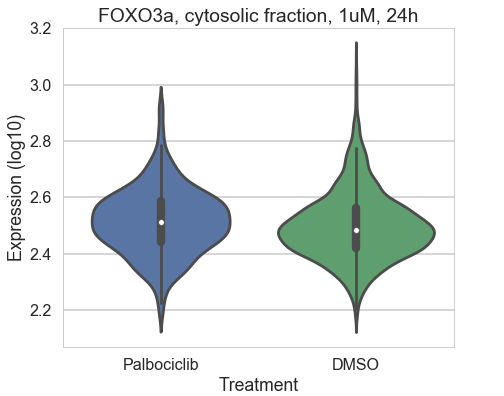 FOXO3a, cytosolic fraction, 1uM, 24h
3.2
3.0
2.8
2.6
2.4
2.2
Expression (log10)
Palbociclib DMSO
Treatment